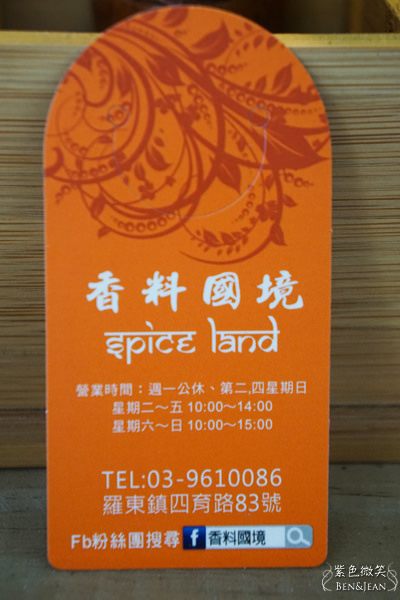 香料國境
spice land
營業時間：週一公休、第二,四星期日
星期二～五 10:00～14:00
星期六～日 10:00～15:00
TEL:03-9610086
羅東鎮四育路83號
Fb粉絲團搜尋 f 香料國境
紫色微笑
BEN&JEAN